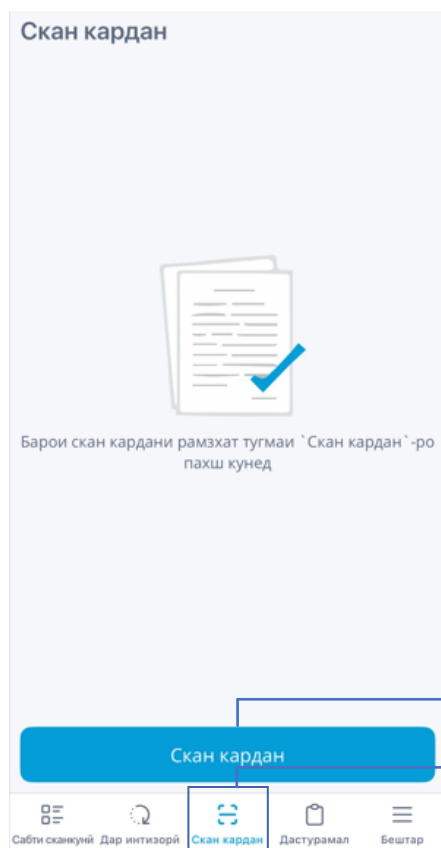 Скан кардан
Барои скан кардани рамзхат тугмаи `Скан кардан`-ро
пахш кунед
Скан кардан
Сабти сканкунӣ Дар интизорӣ Скан кардан Дастурамал Бештар